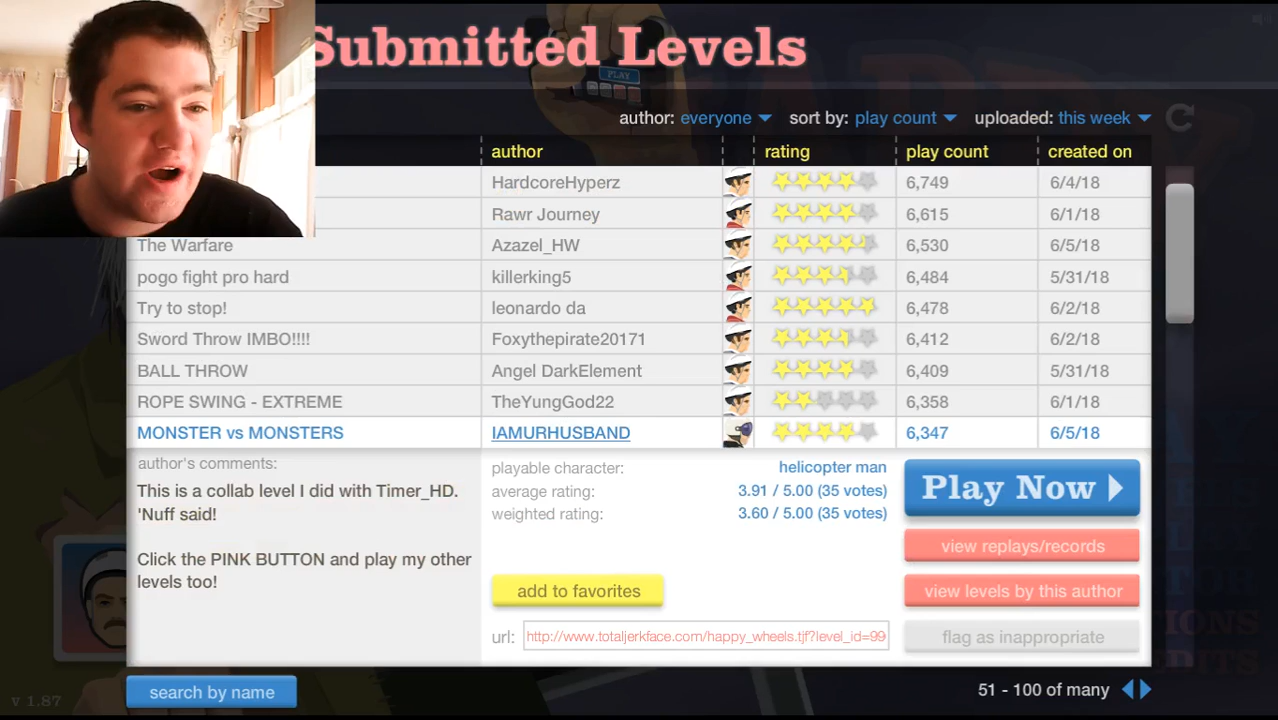 Submitted Levels
PLAY
author: everyone sort by: play count uploaded: this week
author rating play count created on
HardcoreHyperz 6,749 6/4/18
Rawr Journey 6,615 6/1/18
The Warfare Azazel_HW 6,530 6/5/18
pogo fight pro hard killerking5 6,484 5/31/18
Try to stop! leonardo da 6,478 6/2/18
Sword Throw IMBO!!!! Foxythepirate20171 6,412 6/2/18
BALL THROW Angel DarkElement 6,409 5/31/18
ROPE SWING - EXTREME TheYungGod22 6,358 6/1/18
MONSTER vs MONSTERS IAMURHUSBAND 6,347 6/5/18
author's comments:
This is a collab level I did with Timer_HD.
'Nuff said!
Click the PINK BUTTON and play my other
levels too!
playable character: helicopter man
average rating: 3.91 / 5.00 (35 votes)
weighted rating: 3.60 / 5.00 (35 votes)
add to favorites
url: http://www.totaljerkface.com/happy_wheels.tjf?level_id=99
Play Now
view replays/records
view levels by this author
flag as inappropriate
search by name
51 - 100 of many
v 1.87